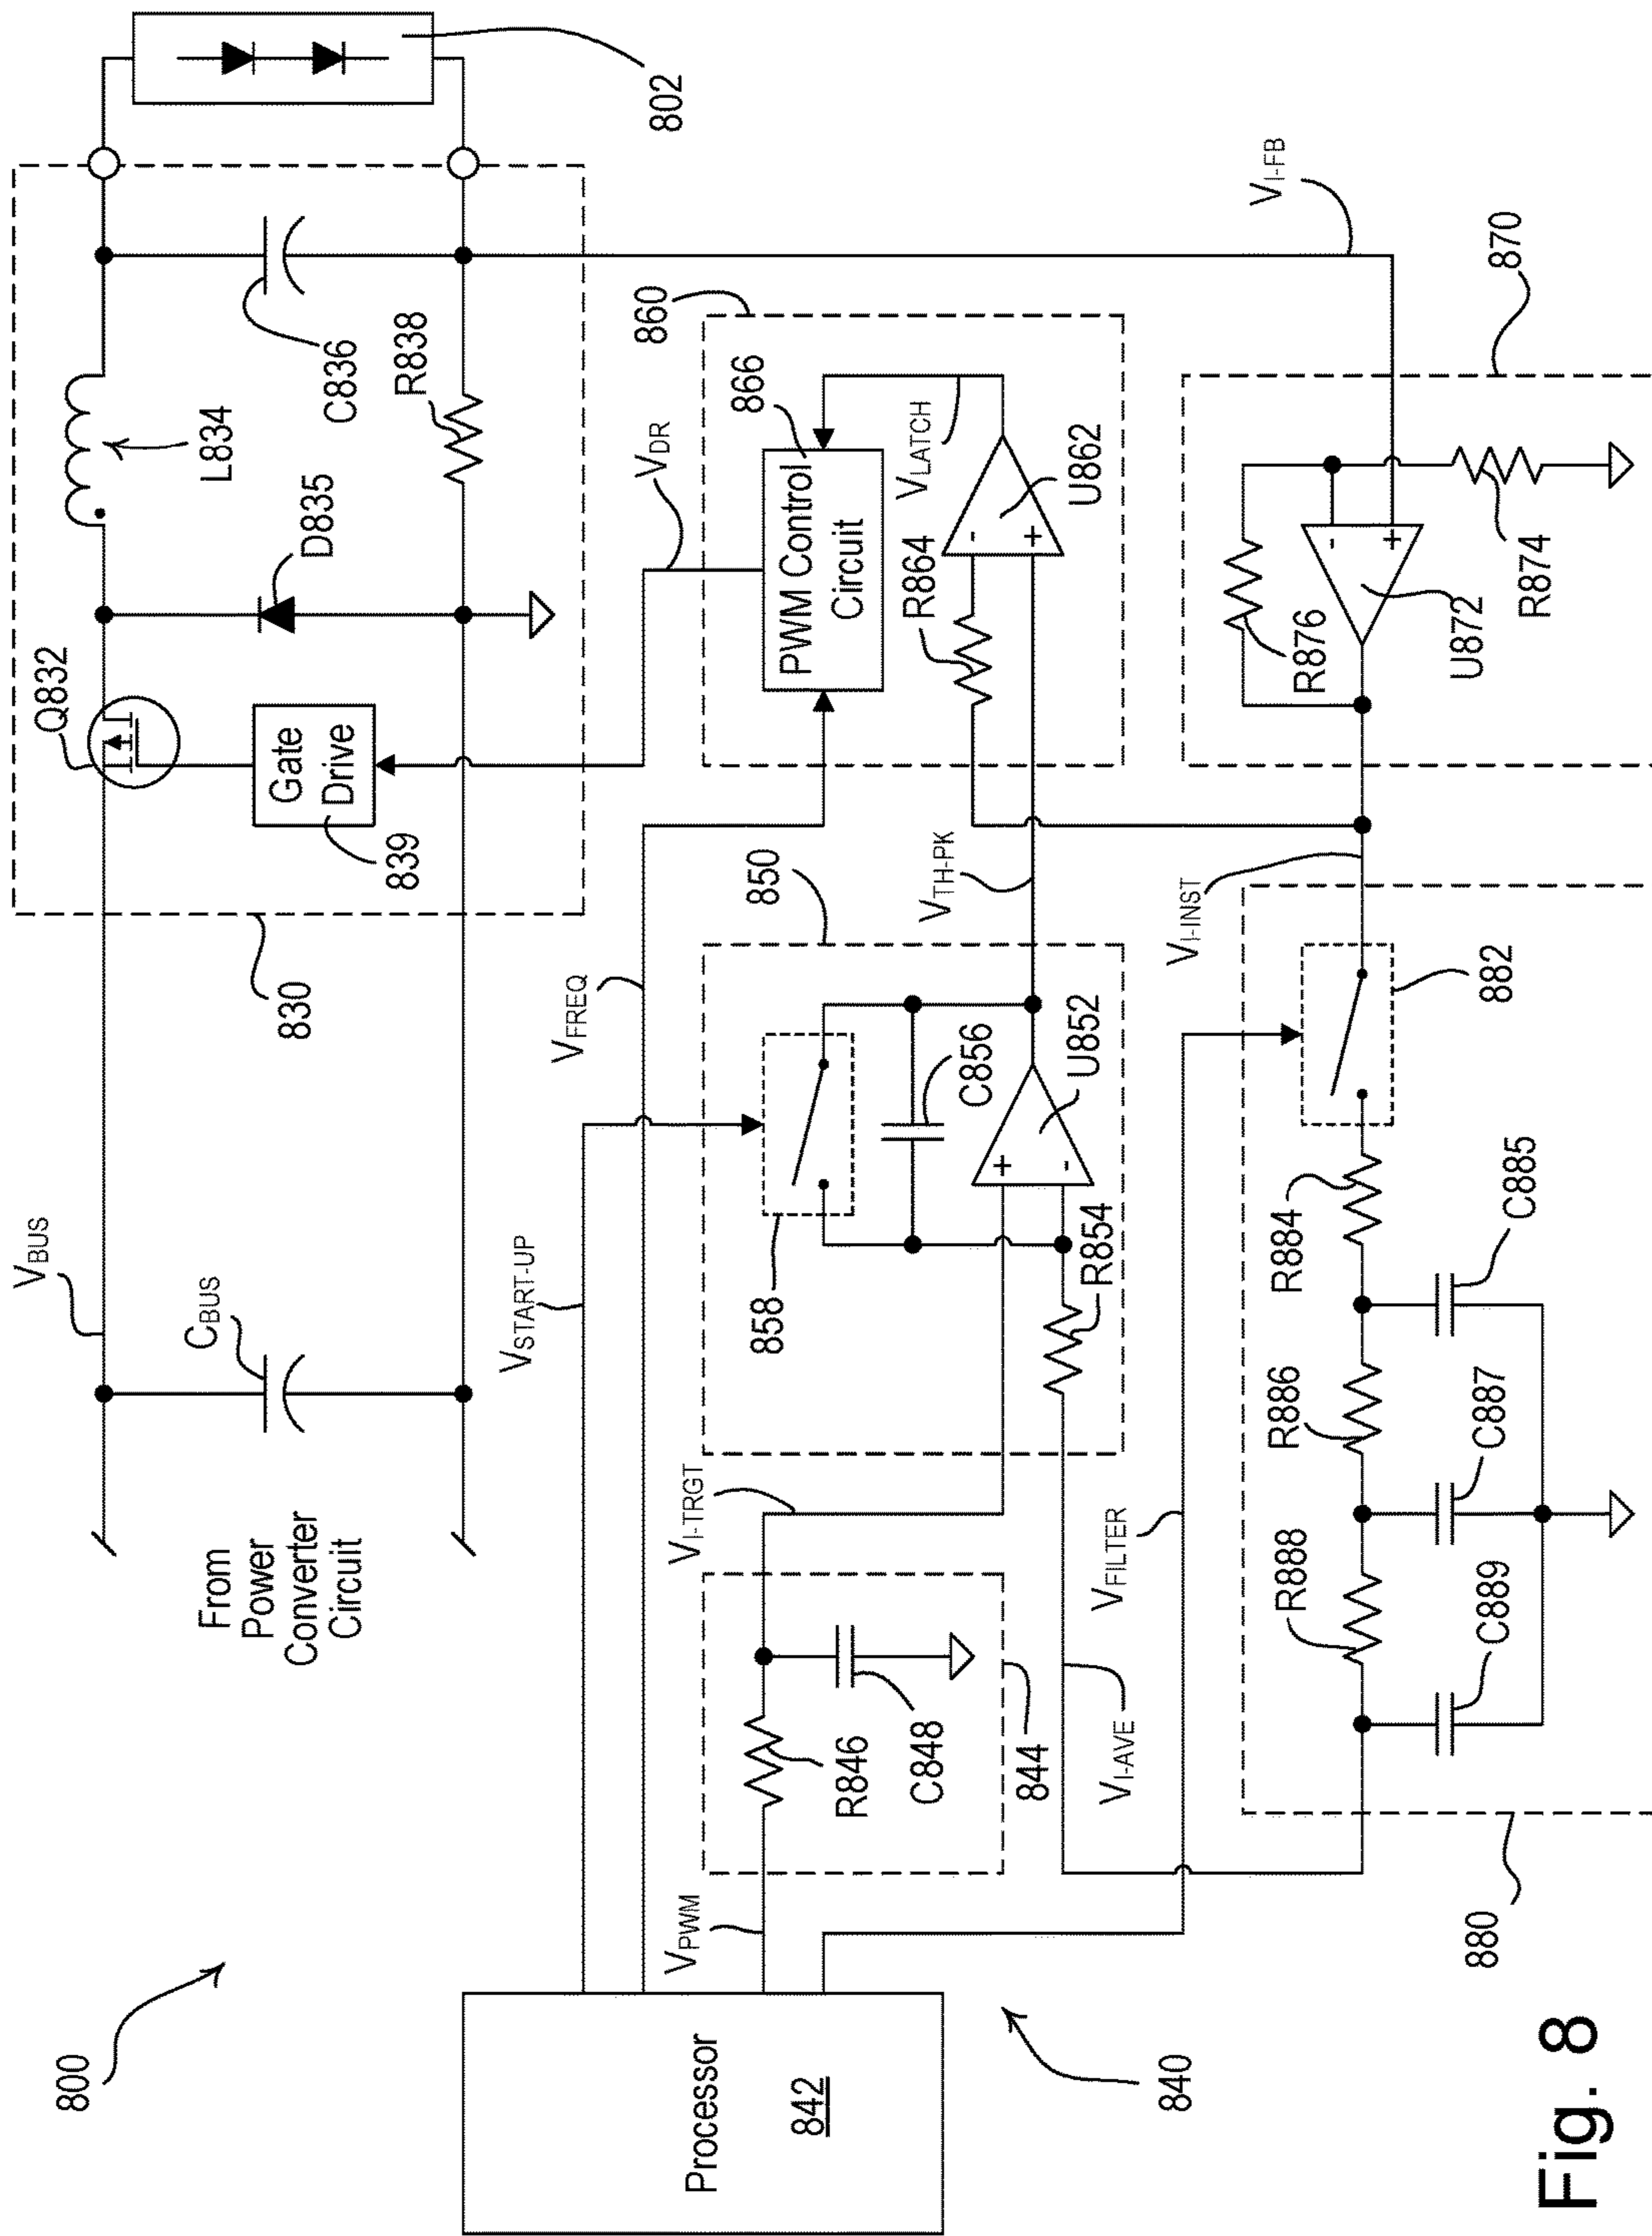 800
From
Power
Converter
Circuit
VBUS
CBUS
830
Q832
Gate
Drive
839
D835
L834
C836
R838
802
VSTART-UP
VFREQ
VDR
Processor
842
840
VPWM
R846
C848
844
VI-TRGT
850
858
C856
U852
R854
VTH-PK
860
866
PWM Control
Circuit
VLATCH
R864
-
+
U862
+
-
VI-AVE
VFILTER
VI-INST
VI-FB
870
R876
-
+
U872
R874
882
R884
C885
R886
C887
R888
C889
880
Fig. 8